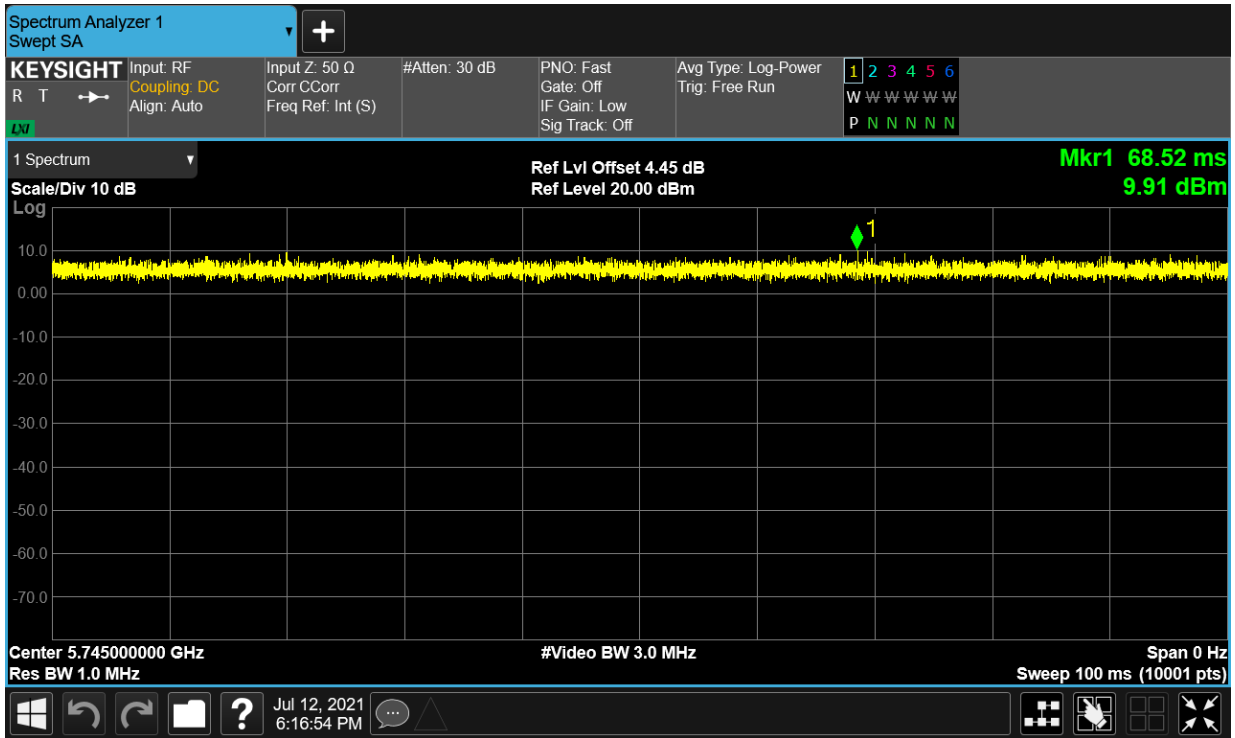 Spectrum Analyzer 1
Swept SA
KEYSIGHT
R T
LXI
Input: RF
Coupling: DC
Align: Auto
Input Z: 50 Ω
Corr CCorr
Freq Ref: Int (S)
#Atten: 30 dB
PNO: Fast
Gate: Off
IF Gain: Low
Sig Track: Off
Avg Type: Log-Power
Trig: Free Run
1 2 3 4 5 6
W W W W W W
P N N N N N
1 Spectrum
Scale/Div 10 dB
Log
Ref Lvl Offset 4.45 dB
Ref Level 20.00 dBm
Mkr1 68.52 ms
9.91 dBm
1
10.0
0.00
-10.0
-20.0
-30.0
-40.0
-50.0
-60.0
-70.0
Center 5.745000000 GHz
Res BW 1.0 MHz
#Video BW 3.0 MHz
Span 0 Hz
Sweep 100 ms (10001 pts)
?
Jul 12, 2021
6:16:54 PM